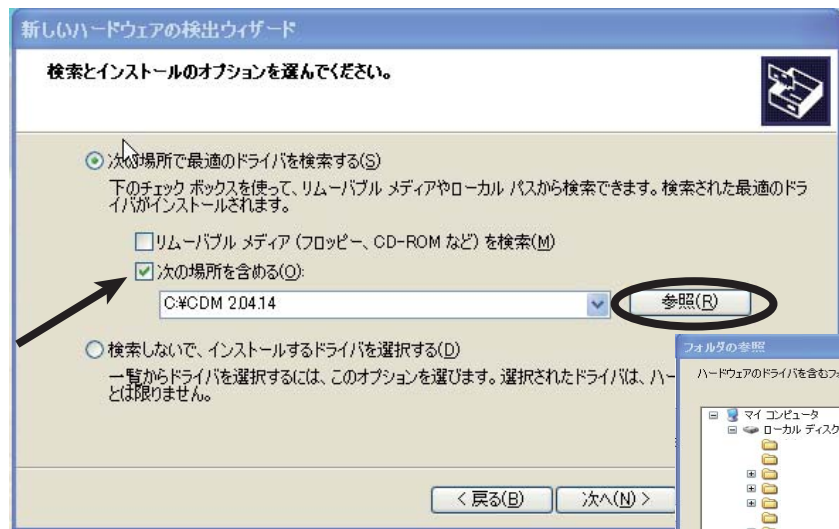 新しいハードウェアの検出ウィザード
検索とインストールのオプションを選んでください。
次の場所で最適のドライバを検索する(S)
下のチェック ボックスを使って、リムーバブル メディアやローカル パスから検索できます。検索された最適のドラ
イバがインストールされます。
リムーバブル メディア (フロッピー、CD-ROM など) を検索(M)
次の場所を含める(O):
C:¥CDM 2.04.14
参照(R)
検索しないで、インストールするドライバを選択する(D)
一覧からドライバを選択するには、このオプションを選びます。選択されたドライバは、ハー
とは限りません。
< 戻る(B)
次へ(N) >
フォルダの参照
ハードウェアのドライバを含むフォ
マイ コンピュータ
ローカル ディスク